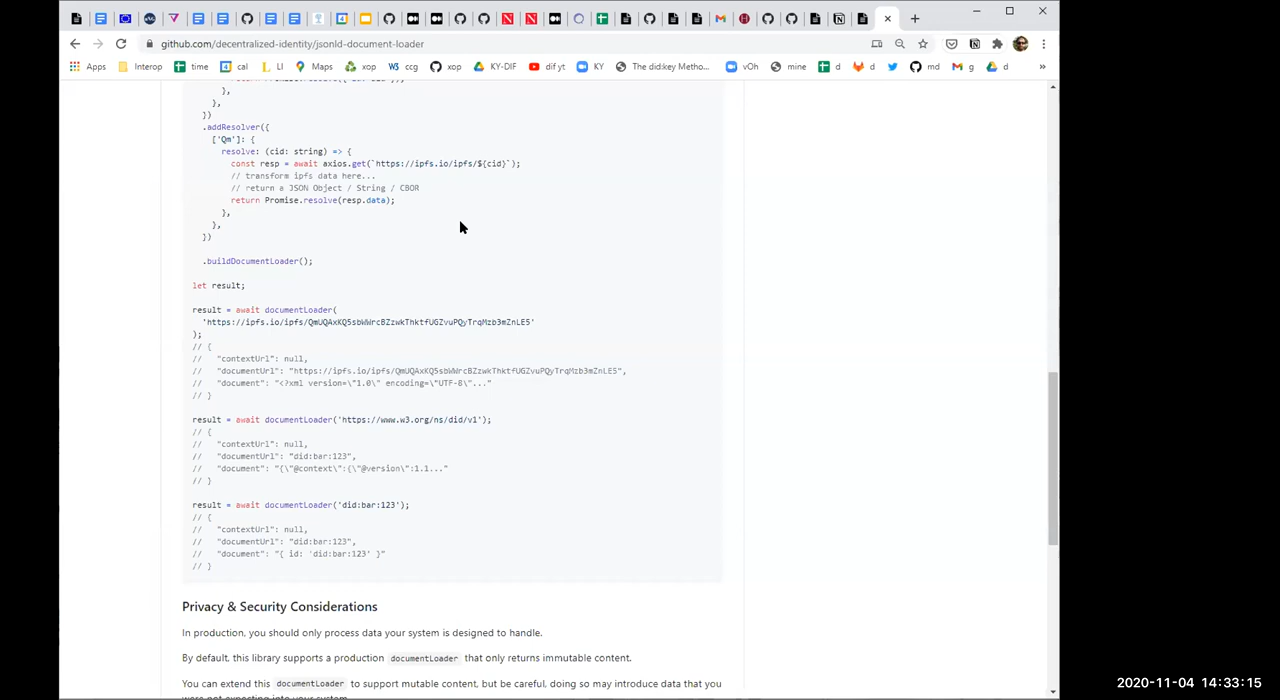 github.com/decentralized-identity/jsonld-document-loader
Apps Interop time cal LI Maps xop ccg xop KY-DIF dif yt KY The did:key Metho... vOh mine d d md g d »
},
},
})
.addResolver({
['Qm']: {
resolve: (cid: string) => {
const resp = await axios.get(`https://ipfs.io/ipfs/${cid}`);
// transform ipfs data here...
// return a JSON Object / String / CBOR
return Promise.resolve(resp.data);
},
},
})
.buildDocumentLoader();
let result;
result = await documentLoader(
'https://ipfs.io/ipfs/QmUQAxKQ5sbWWrcBZzwkThktfUGZvuPQyTrqMzb3mZnLE5'
);
// {
// "contextUrl": null,
// "documentUrl": "https://ipfs.io/ipfs/QmUQAxKQ5sbWWrcBZzwkThktfUGZvuPQyTrqMzb3mZnLE5",
// "document": "<?xml version=\"1.0\" encoding=\"UTF-8\"..."
// }
result = await documentLoader('https://www.w3.org/ns/did/v1');
// {
// "contextUrl": null,
// "documentUrl": "did:bar:123",
// "document": "{\"@context\":{\"@version\":1.1..."
// }
result = await documentLoader('did:bar:123');
// {
// "contextUrl": null,
// "documentUrl": "did:bar:123",
// "document": "{ id: 'did:bar:123' }"
// }
Privacy & Security Considerations
In production, you should only process data your system is designed to handle.
By default, this library supports a production documentLoader that only returns immutable content.
You can extend this documentLoader to support mutable content, but be careful, doing so may introduce data that you
were not expecting into your system
2020-11-04 14:33:15